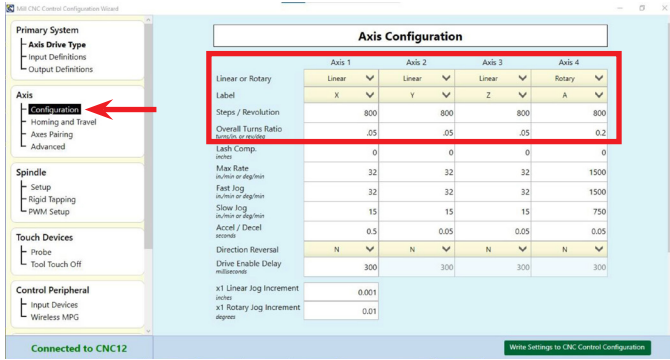 Mill CNC Control Configuration Wizard
Primary System
Axis Drive Type
Input Definitions
Output Definitions
Axis
Configuration
Homing and Travel
Axes Pairing
Advanced
Spindle
Setup
Rigid Tapping
PWM Setup
Touch Devices
Probe
Tool Touch Off
Control Peripheral
Input Devices
Wireless MPG
Connected to CNC12
Axis Configuration
Axis 1 Axis 2 Axis 3 Axis 4
Linear or Rotary Linear Linear Linear Rotary
Label X Y Z A
Steps / Revolution 800 800 800 800
Overall Turns Ratio .05 .05 .05 0.2
turns/in. or rev/deg
Lash Comp. 0 0 0 0
inches
Max Rate 32 32 32 1500
in./min or deg/min
Fast Jog 32 32 32 1500
in./min or deg/min
Slow Jog 15 15 15 750
in./min or deg/min
Accel / Decel 0.5 0.05 0.05 0.05
seconds
Direction Reversal N N N N
Drive Enable Delay 300 300 300 300
milliseconds
x1 Linear Jog Increment 0.001
inches
x1 Rotary Jog Increment 0.01
degrees
Write Settings to CNC Control Configuration